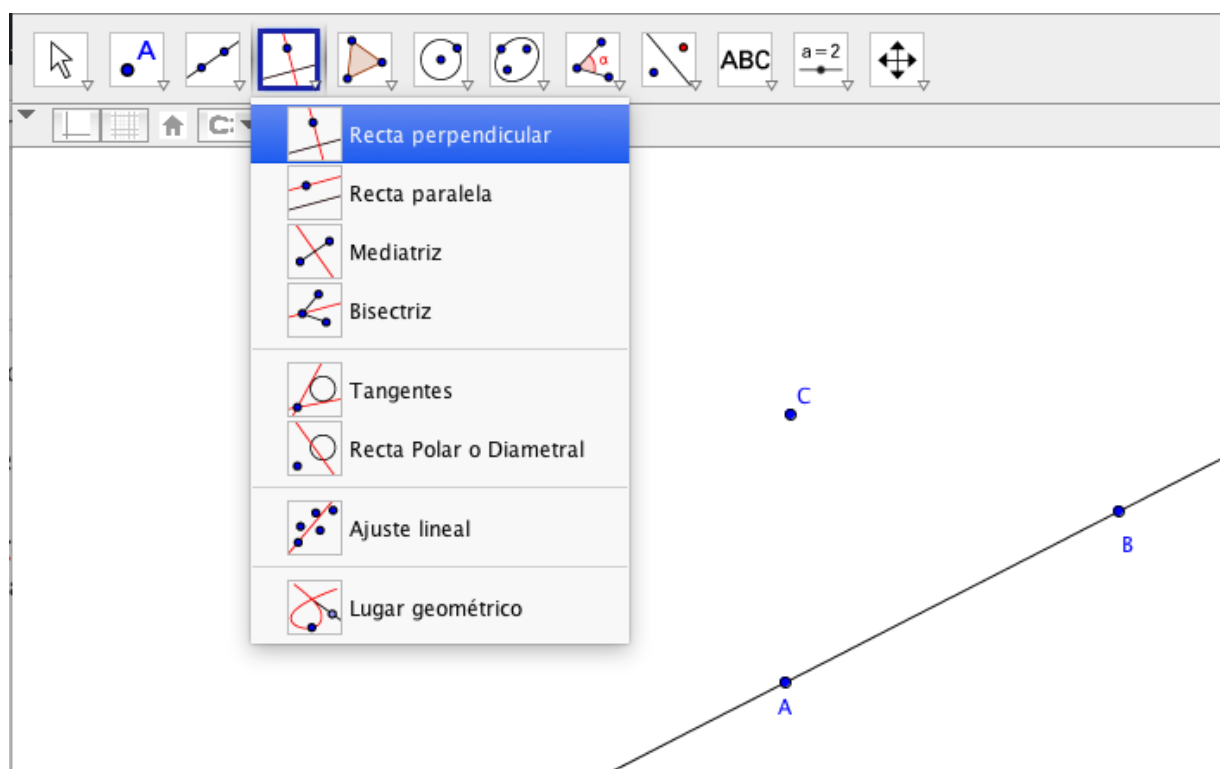 A
α
ABC
a=2
Recta perpendicular
Recta paralela
Mediatriz
Bisectriz
Tangentes
Recta Polar o Diametral
Ajuste lineal
Lugar geométrico
C
B
A